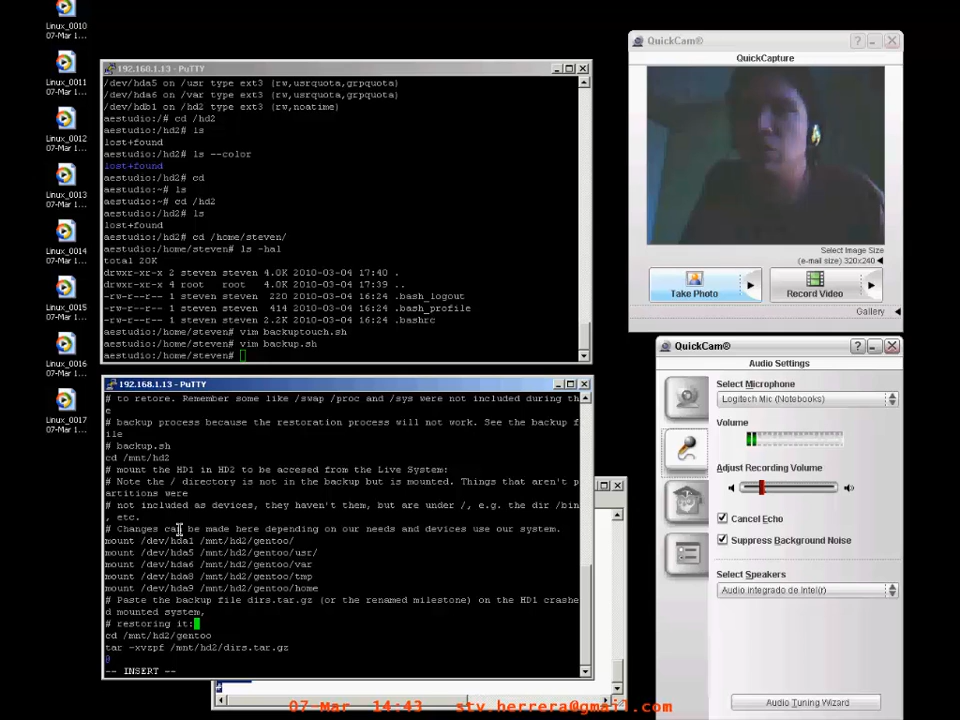 Linux_0010
07-Mar 1...
Linux_0011
07-Mar 1...
Linux_0012
07-Mar 1...
Linux_0013
07-Mar 1...
Linux_0014
07-Mar 1...
Linux_0015
07-Mar 1...
Linux_0016
07-Mar 1...
Linux_0017
07-Mar 1...
192.168.1.13 - PuTTY
/dev/hda5 on /usr type ext3 (rw,usrquota,grpquota)
/dev/hda6 on /var type ext3 (rw,usrquota,grpquota)
/dev/hdb1 on /hd2 type ext3 (rw,noatime)
aestudio:/# cd /hd2
aestudio:/hd2# ls
lost+found
aestudio:/hd2# ls --color
lost+found
aestudio:/hd2# cd
aestudio:~# ls
aestudio:~# cd /hd2
aestudio:/hd2# ls
lost+found
aestudio:/hd2# cd /home/steven/
aestudio:/home/steven# ls -hal
total 20K
drwxr-xr-x 2 steven steven 4.0K 2010-03-04 17:40 .
drwxr-xr-x 4 root   root   4.0K 2010-03-04 17:39 ..
-rw-r--r-- 1 steven steven  220 2010-03-04 16:24 .bash_logout
-rw-r--r-- 1 steven steven  414 2010-03-04 16:24 .bash_profile
-rw-r--r-- 1 steven steven 2.2K 2010-03-04 16:24 .bashrc
aestudio:/home/steven# vim backuptouch.sh
aestudio:/home/steven# vim backup.sh
aestudio:/home/steven#
192.168.1.13 - PuTTY
# to retore. Remember some like /swap /proc and /sys were not included during th
e
# backup process because the restoration process will not work. See the backup f
ile
# backup.sh
cd /mnt/hd2
# mount the HD1 in HD2 to be accesed from the Live System:
# Note the / directory is not in the backup but is mounted. Things that aren't p
artitions were
# not included as devices, they haven't them, but are under /, e.g. the dir /bin
, etc.
# Changes can be made here depending on our needs and devices use our system.
mount /dev/hda1 /mnt/hd2/gentoo/
mount /dev/hda5 /mnt/hd2/gentoo/usr/
mount /dev/hda6 /mnt/hd2/gentoo/var
mount /dev/hda8 /mnt/hd2/gentoo/tmp
mount /dev/hda9 /mnt/hd2/gentoo/home
# Paste the backup file dirs.tar.gz (or the renamed milestone) on the HD1 crashe
d mounted system,
# restoring it:
cd /mnt/hd2/gentoo
tar -xvzpf /mnt/hd2/dirs.tar.gz
@
-- INSERT --
QuickCam®
QuickCapture
Select Image Size
(e-mail size) 320x240
Take Photo
Record Video
Gallery
QuickCam®
Audio Settings
Select Microphone
Logitech Mic (Notebooks)
Volume
Adjust Recording Volume
Cancel Echo
Suppress Background Noise
Select Speakers
Audio integrado de Intel(r)
Audio Tuning Wizard
07-Mar 14:43 stv.herrera@gmail.com